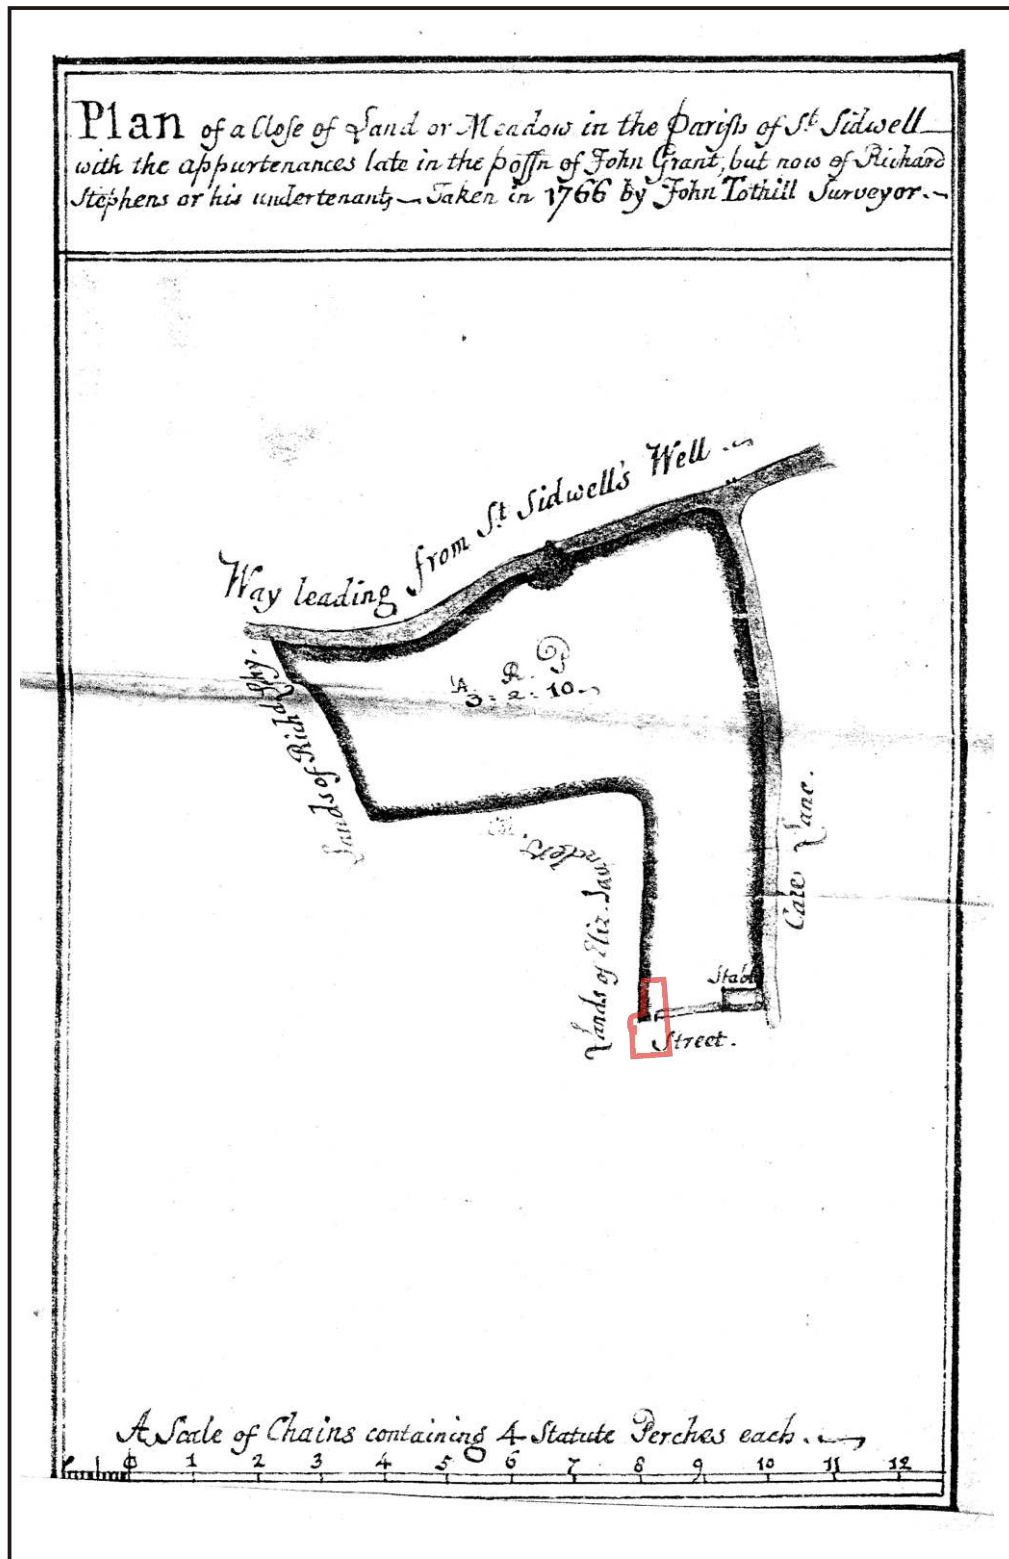 Plan of a Close of Land or Meadow in the Parish of St Sidwell
with the appurtenances late in the possn of John Grant, but now of Richard
Stephens or his undertenants Taken in 1766 by John Tothill Surveyor.
Way leading from St Sidwell's Well
A. R. P
3 : 2 : 10
Lands of Richd
Lands of Eliz.
Cake Lane.
Stabl
Street.
A Scale of Chains containing 4 Statute Perches each.
0 1 2 3 4 5 6 7 8 9 10 11 12